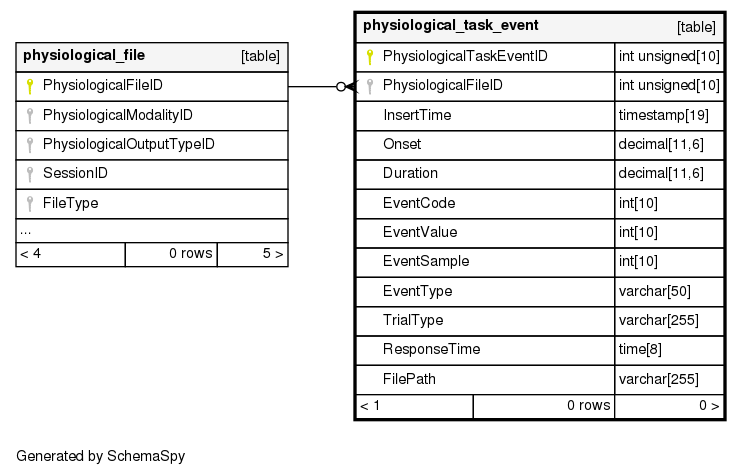 physiological_file [table]
PhysiologicalFileID
PhysiologicalModalityID
PhysiologicalOutputTypeID
SessionID
FileType
...
< 4 0 rows 5 >
physiological_task_event [table]
PhysiologicalTaskEventID int unsigned[10]
PhysiologicalFileID int unsigned[10]
InsertTime timestamp[19]
Onset decimal[11,6]
Duration decimal[11,6]
EventCode int[10]
EventValue int[10]
EventSample int[10]
EventType varchar[50]
TrialType varchar[255]
ResponseTime time[8]
FilePath varchar[255]
< 1 0 rows 0 >
Generated by SchemaSpy